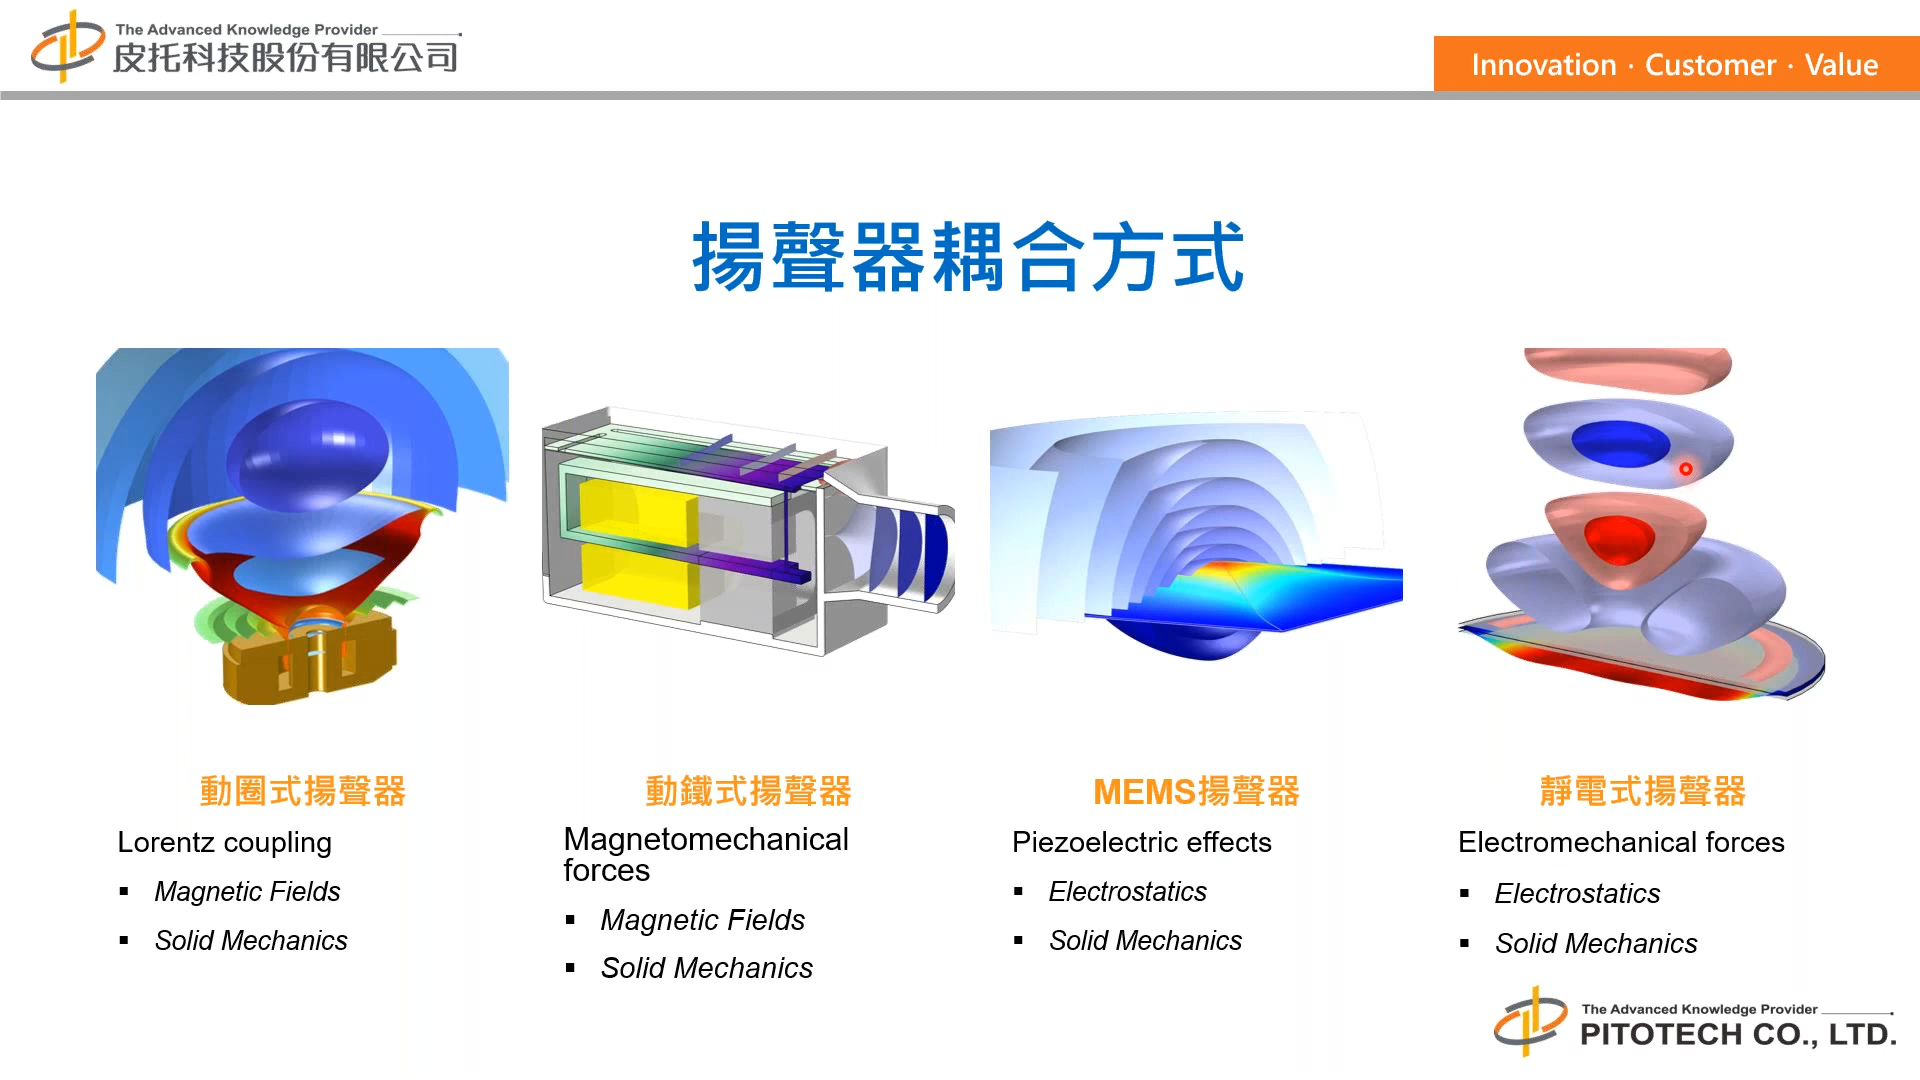 The Advanced Knowledge Provider
皮托科技股份有限公司
Innovation · Customer · Value
揚聲器耦合方式
動圈式揚聲器
Lorentz coupling
▪ Magnetic Fields
▪ Solid Mechanics
動鐵式揚聲器
Magnetomechanical
forces
▪ Magnetic Fields
▪ Solid Mechanics
MEMS揚聲器
Piezoelectric effects
▪ Electrostatics
▪ Solid Mechanics
靜電式揚聲器
Electromechanical forces
▪ Electrostatics
▪ Solid Mechanics
The Advanced Knowledge Provider
PITOTECH CO., LTD.